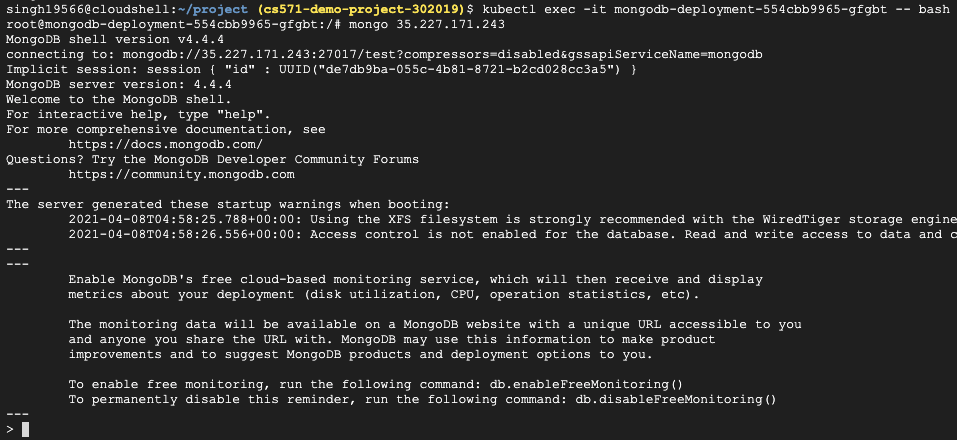 singh19566@cloudshell:~/project (cs571-demo-project-302019)$ kubectl exec -it mongodb-deployment-554cbb9965-gfgbt -- bash
root@mongodb-deployment-554cbb9965-gfgbt:/# mongo 35.227.171.243
MongoDB shell version v4.4.4
connecting to: mongodb://35.227.171.243:27017/test?compressors=disabled&gssapiServiceName=mongodb
Implicit session: session { "id" : UUID("de7db9ba-055c-4b81-8721-b2cd028cc3a5") }
MongoDB server version: 4.4.4
Welcome to the MongoDB shell.
For interactive help, type "help".
For more comprehensive documentation, see
        https://docs.mongodb.com/
Questions? Try the MongoDB Developer Community Forums
        https://community.mongodb.com
---
The server generated these startup warnings when booting:
        2021-04-08T04:58:25.788+00:00: Using the XFS filesystem is strongly recommended with the WiredTiger storage engine
        2021-04-08T04:58:26.556+00:00: Access control is not enabled for the database. Read and write access to data and c
---
---
        Enable MongoDB's free cloud-based monitoring service, which will then receive and display
        metrics about your deployment (disk utilization, CPU, operation statistics, etc).

        The monitoring data will be available on a MongoDB website with a unique URL accessible to you
        and anyone you share the URL with. MongoDB may use this information to make product
        improvements and to suggest MongoDB products and deployment options to you.

        To enable free monitoring, run the following command: db.enableFreeMonitoring()
        To permanently disable this reminder, run the following command: db.disableFreeMonitoring()
---
>